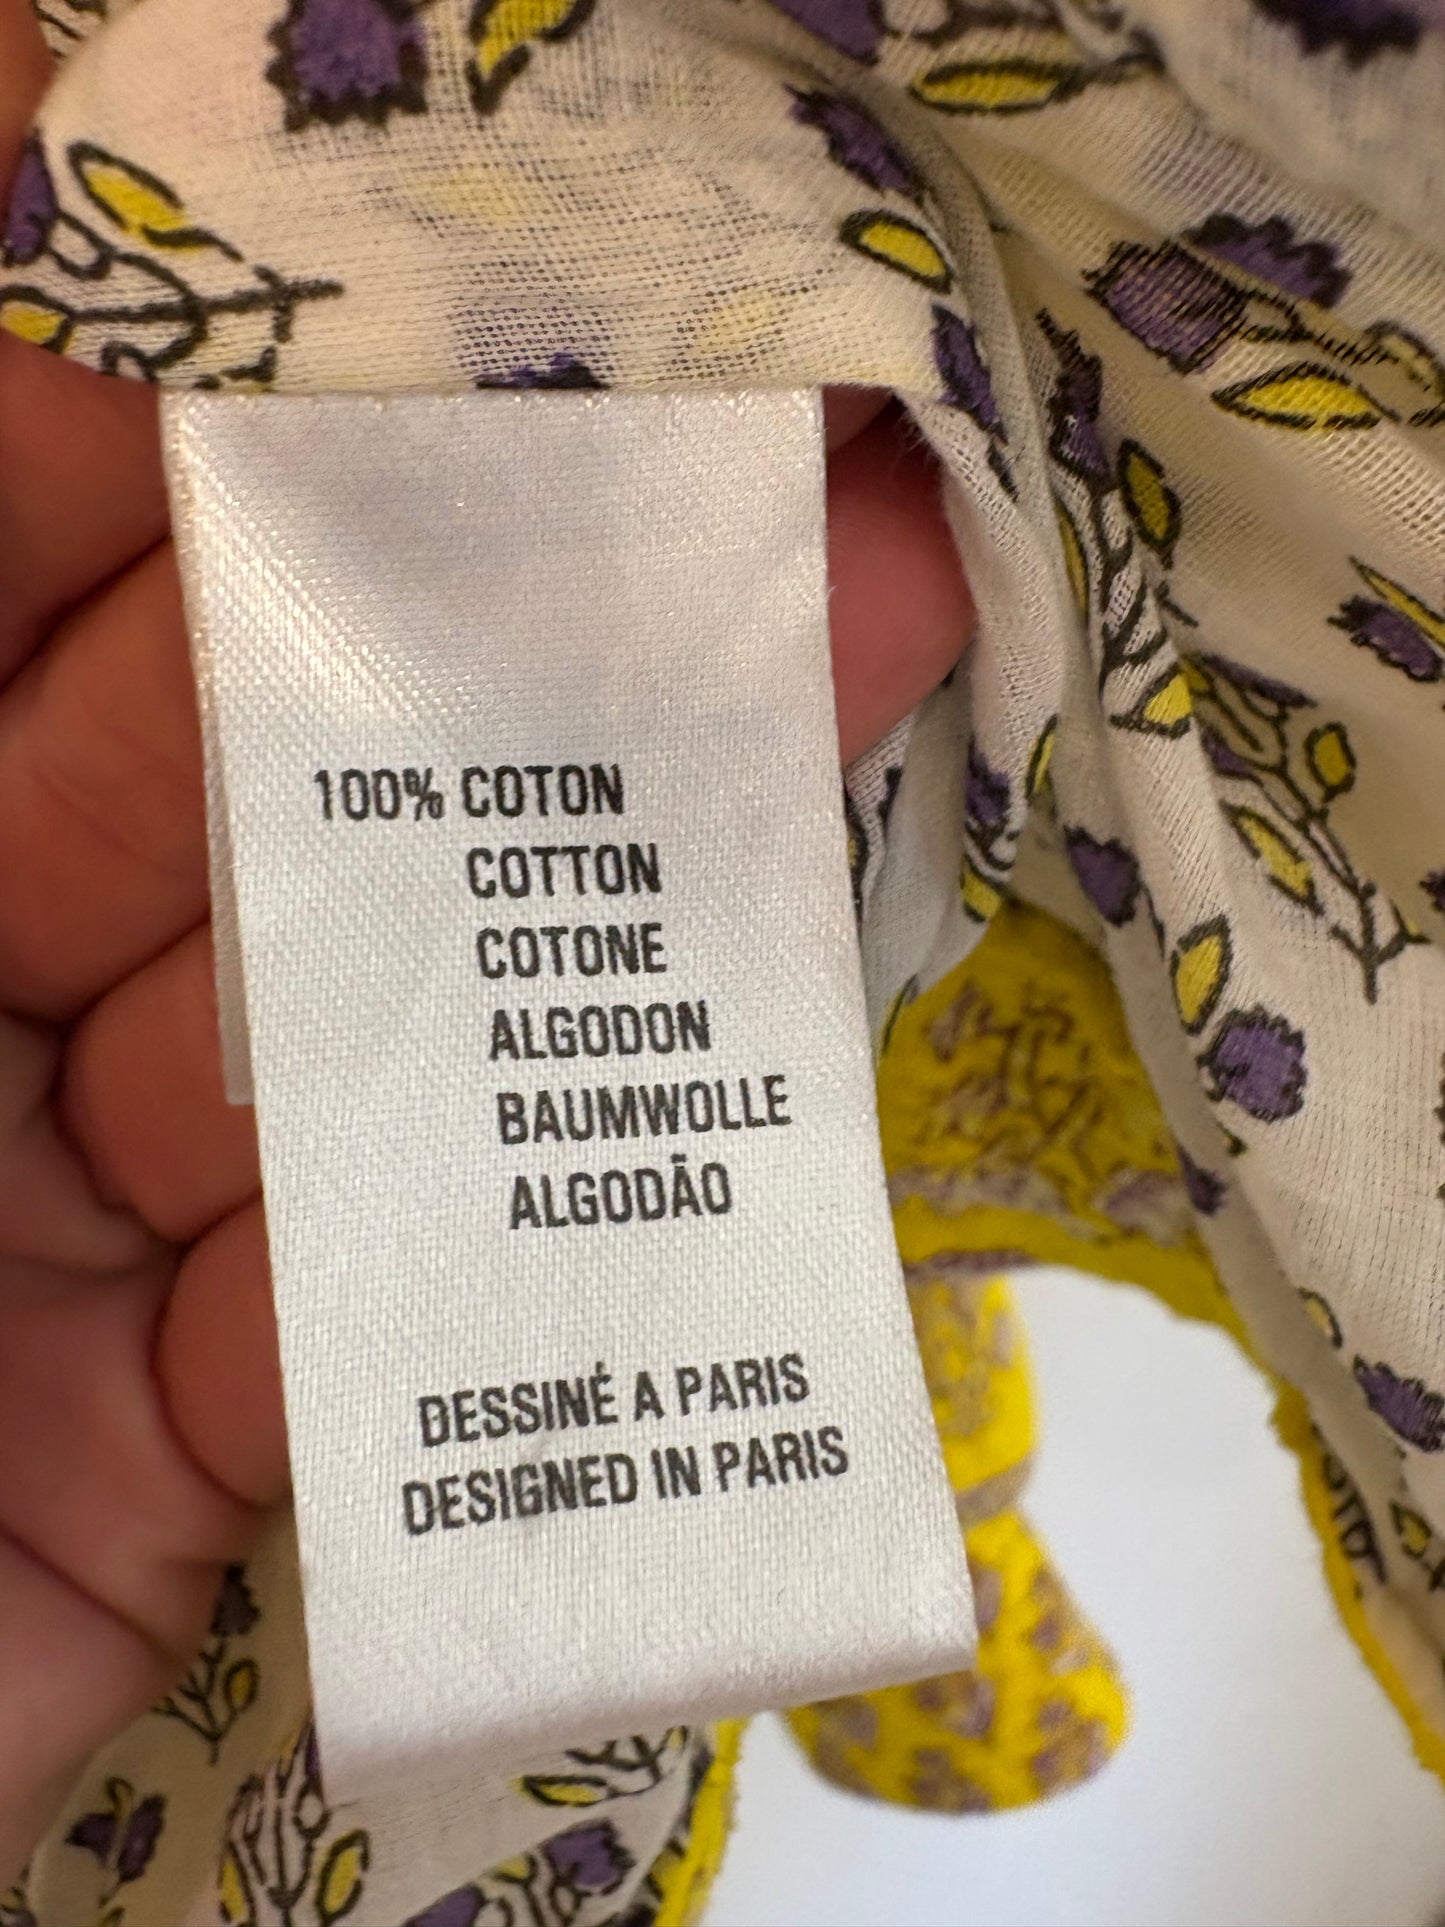 100% COTON
COTTON
COTONE
ALGODON
BAUMWOLLE
ALGODÃO
DESSINÉ A PARIS
DESIGNED IN PARIS